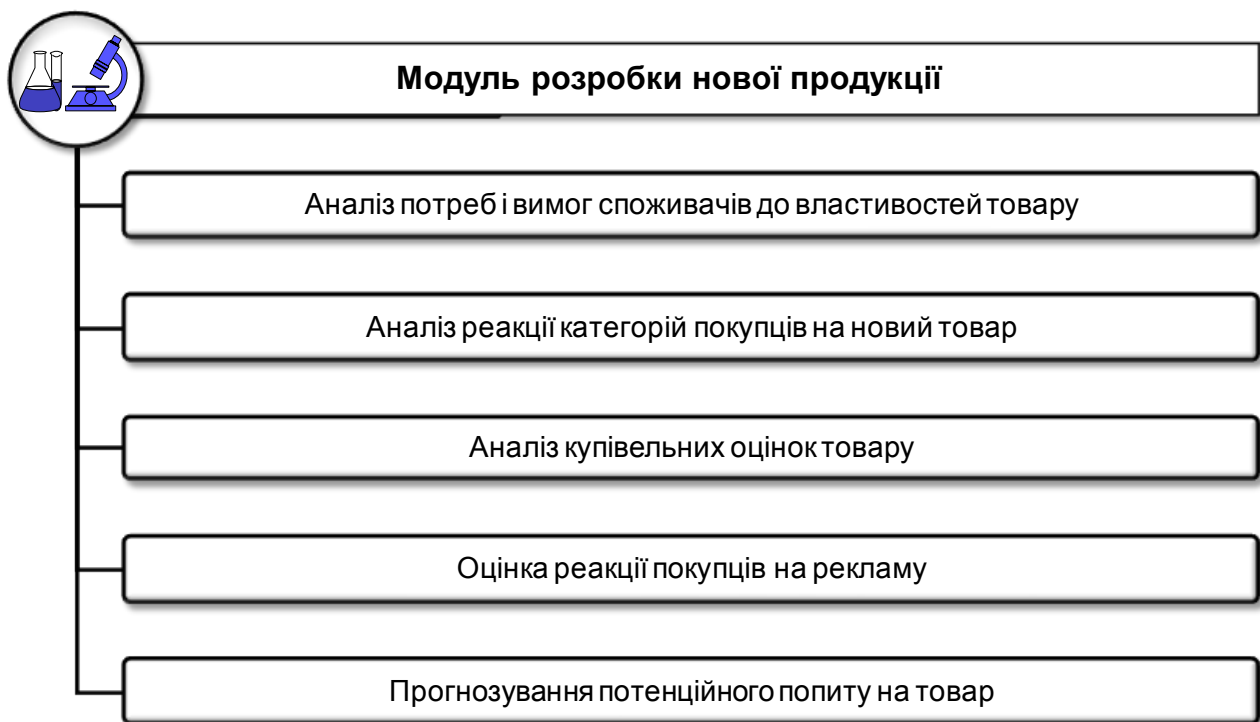 Модуль розробки нової продукції
Аналіз потреб і вимог споживачів до властивостей товару
Аналіз реакції категорій покупців на новий товар
Аналіз купівельних оцінок товару
Оцінка реакції покупців на рекламу
Прогнозування потенційного попиту на товар